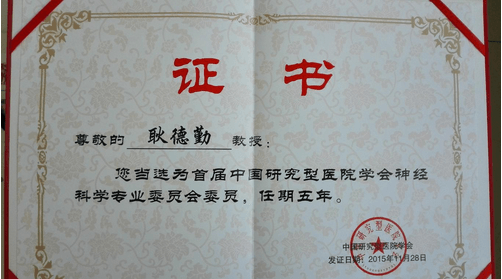 证书
尊敬的 耿德勤 教授：
您当选为首届中国研究型医院学会神经
科学专业委员会委员，任期五年。
中国研究型医院学会
发证日期：2015年11月28日